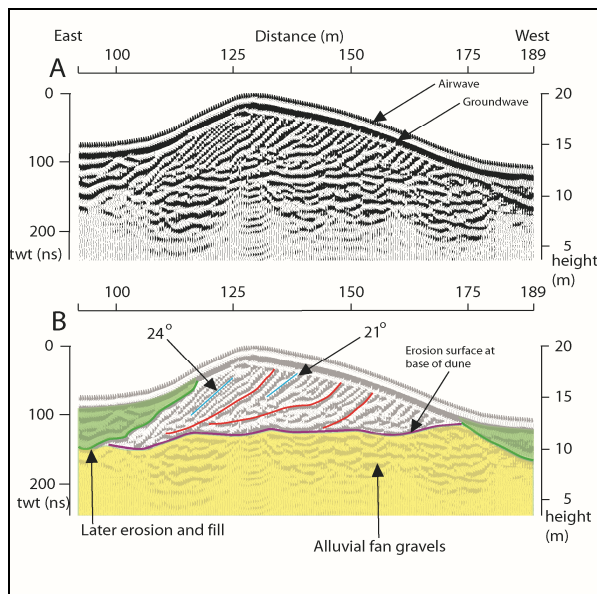 East Distance (m) West
100 125 150 175 189
A
Airwave
Groundwave
0
100
200
twt (ns)
20
15
10
5
height
(m)
100 125 150 175 189
B
24°
21°
Erosion surface at
base of dune
0
100
200
twt (ns)
20
15
10
5
height
(m)
Later erosion and fill
Alluvial fan gravels